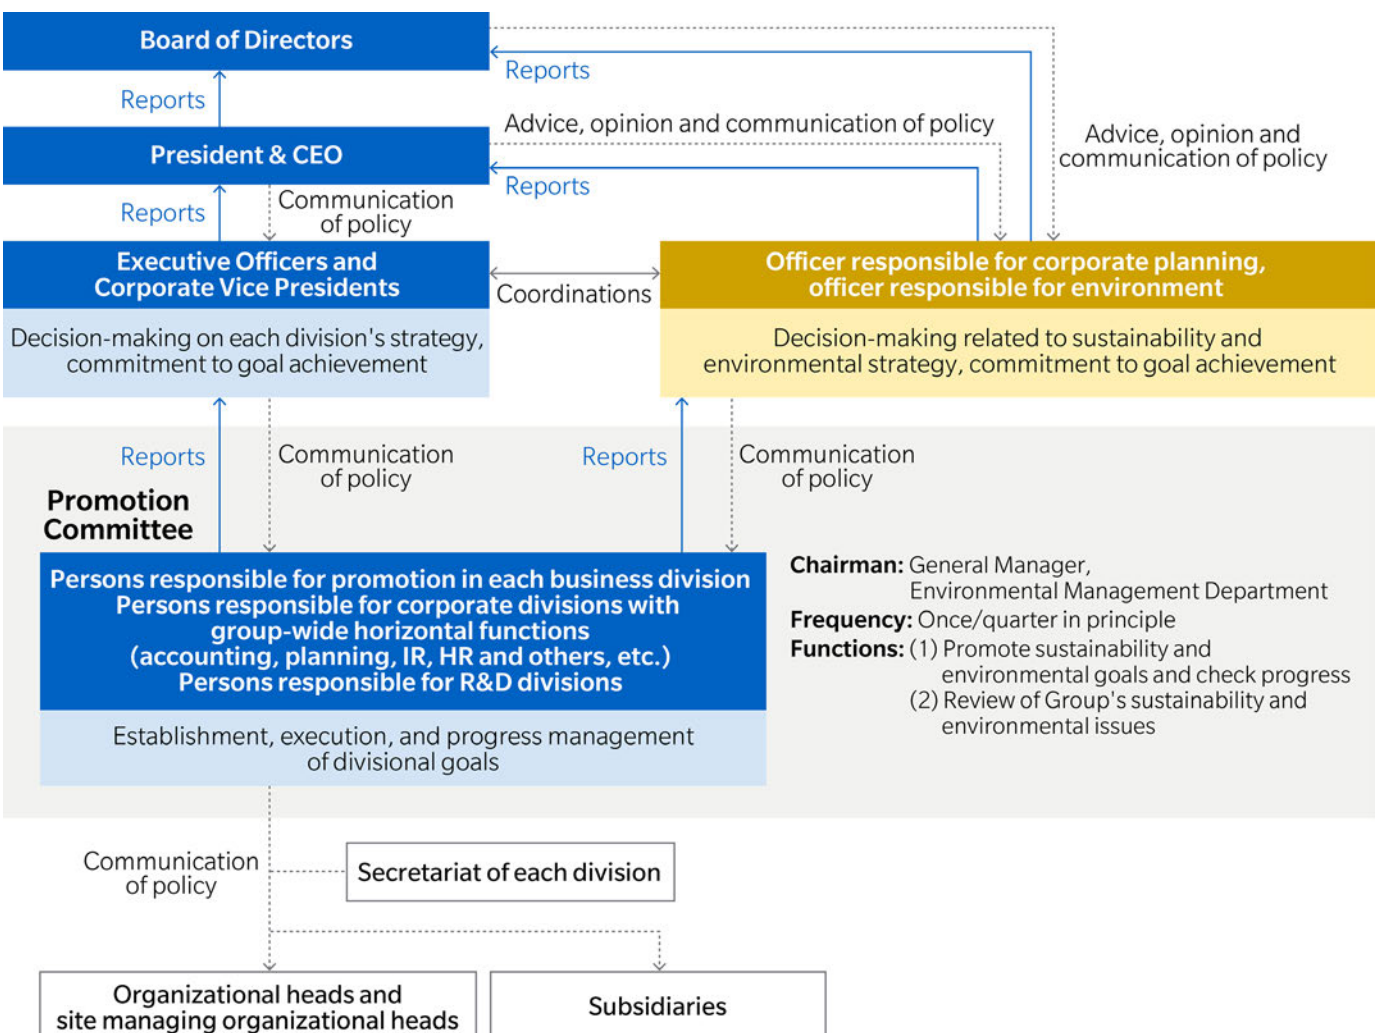 Board of Directors
Reports
Reports
Advice, opinion and communication of policy
Advice, opinion and
communication of policy
President & CEO
Reports
Reports
Communication
of policy
Executive Officers and
Corporate Vice Presidents
Coordinations
Officer responsible for corporate planning,
officer responsible for environment
Decision-making on each division's strategy,
commitment to goal achievement
Decision-making related to sustainability and
environmental strategy, commitment to goal achievement
Reports
Communication
of policy
Reports
Communication
of policy
Promotion
Committee
Persons responsible for promotion in each business division
Persons responsible for corporate divisions with
group-wide horizontal functions
(accounting, planning, IR, HR and others, etc.)
Persons responsible for R&D divisions
Establishment, execution, and progress management
of divisional goals
Chairman: General Manager,
Environmental Management Department
Frequency: Once/quarter in principle
Functions: (1) Promote sustainability and
environmental goals and check progress
(2) Review of Group's sustainability and
environmental issues
Communication
of policy
Secretariat of each division
Organizational heads and
site managing organizational heads
Subsidiaries